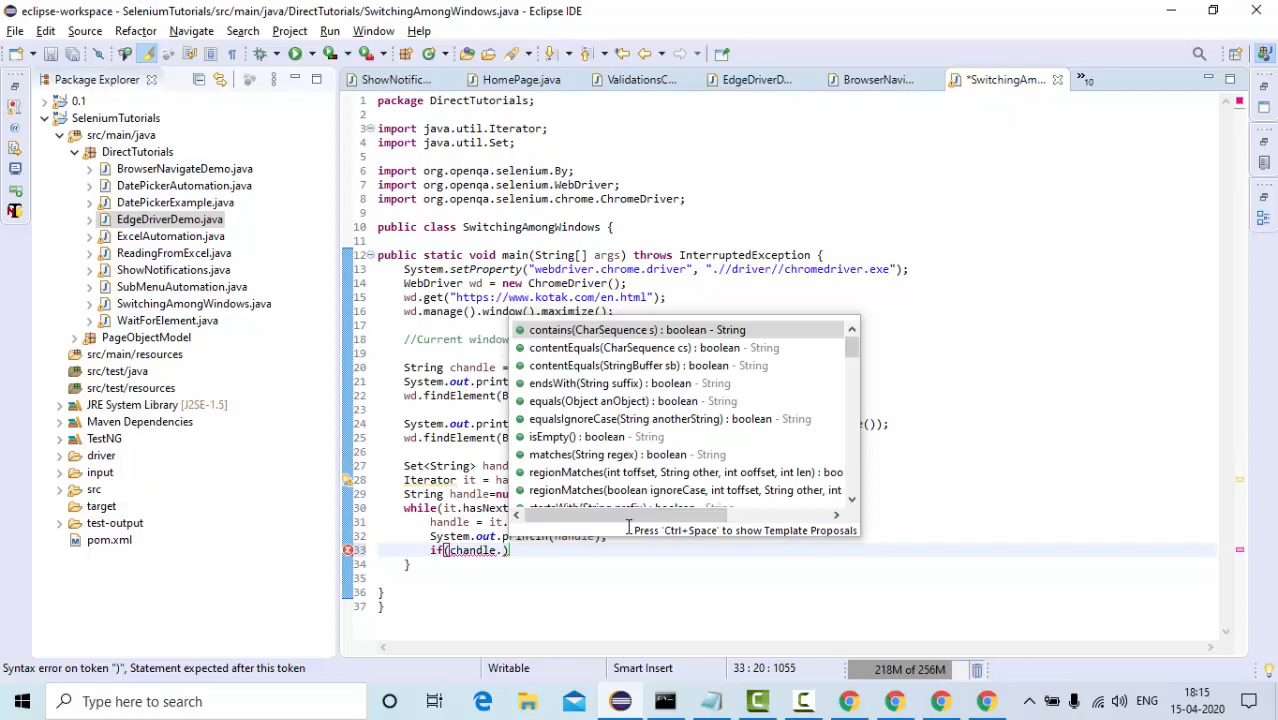 eclipse-workspace - SeleniumTutorials/src/main/java/DirectTutorials/SwitchingAmongWindows.java - Eclipse IDE
File Edit Source Refactor Navigate Search Project Run Window Help
Package Explorer
ShowNotific... HomePage.java ValidationsC... EdgeDriverD... BrowserNavi... *SwitchingAm... »10
0.1
SeleniumTutorials
src/main/java
DirectTutorials
BrowserNavigateDemo.java
DatePickerAutomation.java
DatePickerExample.java
EdgeDriverDemo.java
ExcelAutomation.java
ReadingFromExcel.java
ShowNotifications.java
SubMenuAutomation.java
SwitchingAmongWindows.java
WaitForElement.java
PageObjectModel
src/main/resources
src/test/java
src/test/resources
JRE System Library [J2SE-1.5]
Maven Dependencies
TestNG
driver
input
src
target
test-output
pom.xml
1 package DirectTutorials;
2
3 import java.util.Iterator;
4 import java.util.Set;
5
6 import org.openqa.selenium.By;
7 import org.openqa.selenium.WebDriver;
8 import org.openqa.selenium.chrome.ChromeDriver;
9
10 public class SwitchingAmongWindows {
11
12 public static void main(String[] args) throws InterruptedException {
13 System.setProperty("webdriver.chrome.driver", ".//driver//chromedriver.exe");
14 WebDriver wd = new ChromeDriver();
15 wd.get("https://www.kotak.com/en.html");
16 wd.manage().window().maximize();
17
18 //Current window
19
20 String chandle =
21 System.out.print
22 wd.findElement(B
23
24 System.out.prin e());
25 wd.findElement(B
26
27 Set<String> hand
28 Iterator it = ha
29 String handle=nu
30 while(it.hasNext
31 handle = it.
32 System.out.println(handle);
33 if(chandle.)
34 }
35
36 }
37 }
contains(CharSequence s) : boolean - String
contentEquals(CharSequence cs) : boolean - String
contentEquals(StringBuffer sb) : boolean - String
endsWith(String suffix) : boolean - String
equals(Object anObject) : boolean - String
equalsIgnoreCase(String anotherString) : boolean - String
isEmpty() : boolean - String
matches(String regex) : boolean - String
regionMatches(int toffset, String other, int ooffset, int len) : boo
regionMatches(boolean ignoreCase, int toffset, String other, int
startsWith(String prefix) : boolean - String
Press 'Ctrl+Space' to show Template Proposals
Syntax error on token ")", Statement expected after this token Writable Smart Insert 33 : 20 : 1055 218M of 256M
Type here to search
ENG
18:15
15-04-2020